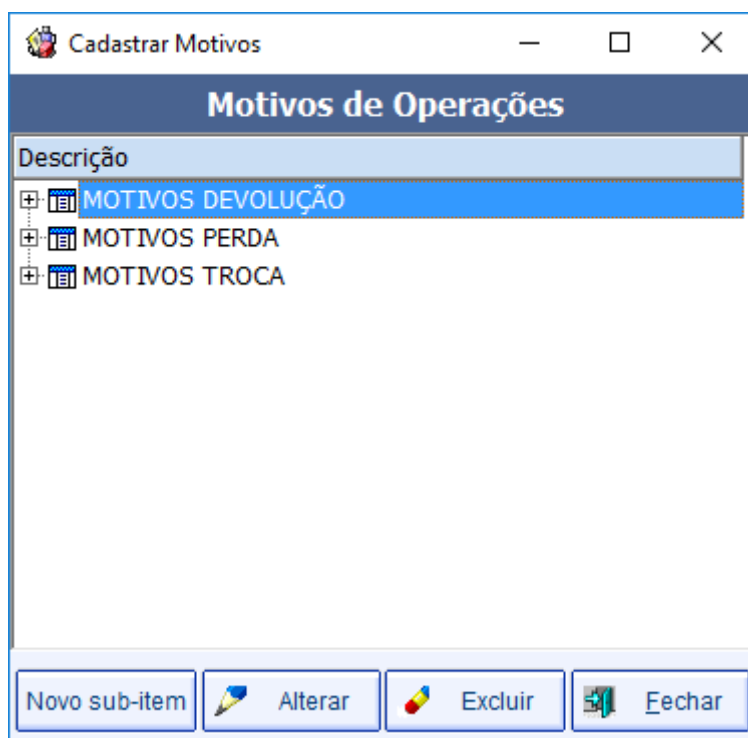 Cadastrar Motivos
Motivos de Operações
Descrição
MOTIVOS DEVOLUÇÃO
MOTIVOS PERDA
MOTIVOS TROCA
Novo sub-item Alterar Excluir Fechar